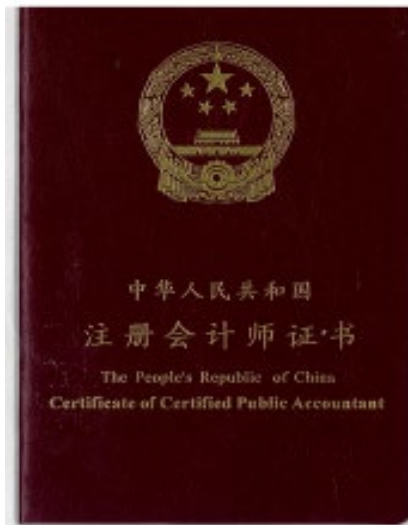 中华人民共和国
注册会计师证书
The People's Republic of China
Certificate of Certified Public Accountant